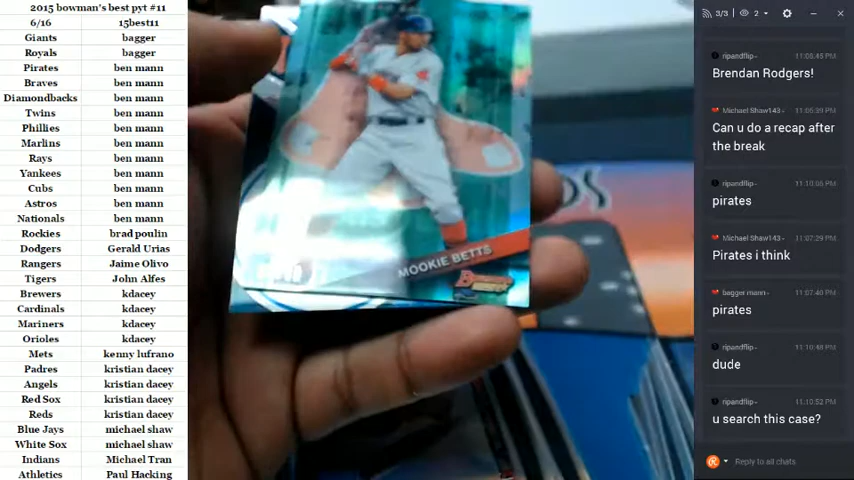 2015 bowman's best pyt #11
6/16 15best11
Giants bagger
Royals bagger
Pirates ben mann
Braves ben mann
Diamondbacks ben mann
Twins ben mann
Phillies ben mann
Marlins ben mann
Rays ben mann
Yankees ben mann
Cubs ben mann
Astros ben mann
Nationals ben mann
Rockies brad poulin
Dodgers Gerald Urias
Rangers Jaime Olivo
Tigers John Alfes
Brewers kdacey
Cardinals kdacey
Mariners kdacey
Orioles kdacey
Mets kenny lufrano
Padres kristian dacey
Angels kristian dacey
Red Sox kristian dacey
Reds kristian dacey
Blue Jays michael shaw
White Sox michael shaw
Indians Michael Tran
Athletics Paul Hacking
MOOKIE BETTS
3/3 2
ripandflip- 11:05:45 PM
Brendan Rodgers!
Michael Shaw143- 11:05:39 PM
Can u do a recap after
the break
ripandflip-
pirates
Michael Shaw143- 11:07:29 PM
Pirates i think
bagger mann- 11:07:40 PM
pirates
ripandflip- 11:10:48 PM
dude
ripandflip- 11:10:52 PM
u search this case?
Reply to all chats